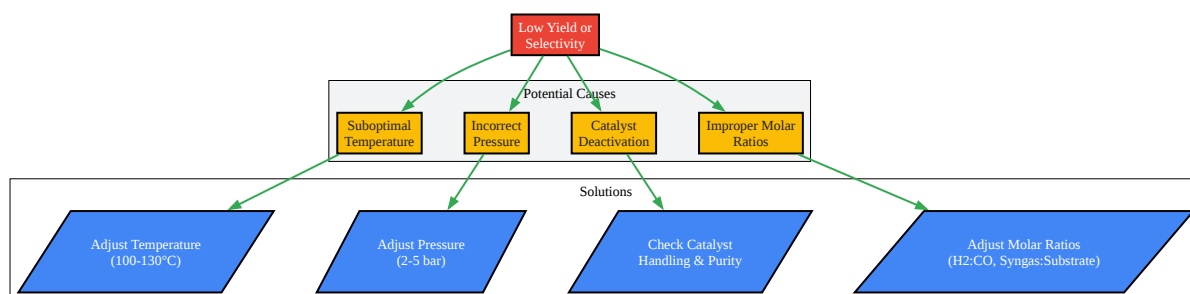 Low Yield or
Selectivity
Potential Causes
Suboptimal
Temperature
Incorrect
Pressure
Catalyst
Deactivation
Improper Molar
Ratios
Solutions
Adjust Temperature
(100-130°C)
Adjust Pressure
(2-5 bar)
Check Catalyst
Handling & Purity
Adjust Molar Ratios
(H2:CO, Syngas:Substrate)